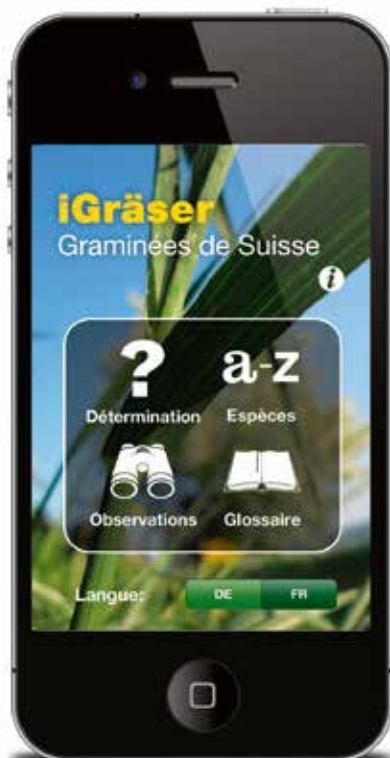 iGräser
Graminées de Suisse
i
?
a-z
Détermination
Espèces
Observations
Glossaire
Langue:
DE
FR